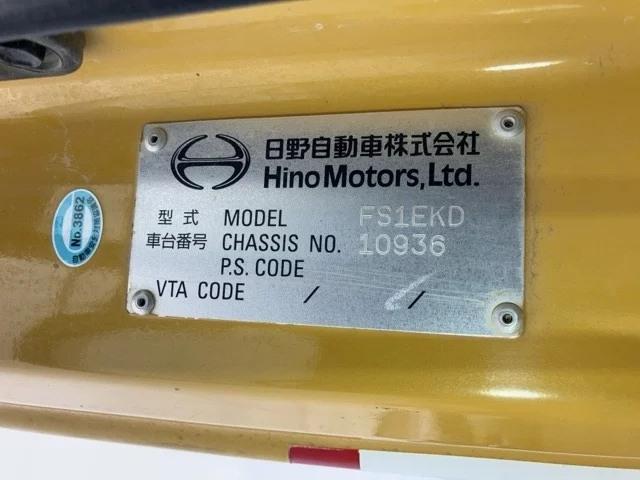 日野自動車株式会社
Hino Motors, Ltd.
型式 MODEL FS1EKD
車台番号 CHASSIS NO. 10936
P.S. CODE
VTA CODE / /
No.3862